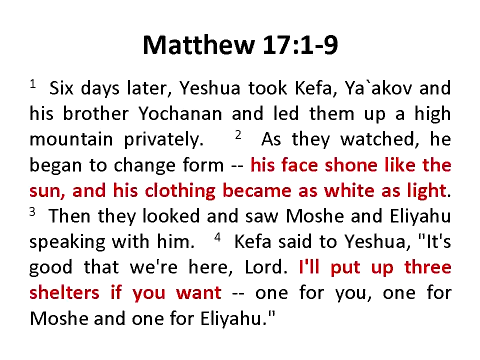 Matthew 17:1-9
1 Six days later, Yeshua took Kefa, Ya`akov and
his brother Yochanan and led them up a high
mountain privately. 2 As they watched, he
began to change form -- his face shone like the
sun, and his clothing became as white as light.
3 Then they looked and saw Moshe and Eliyahu
speaking with him. 4 Kefa said to Yeshua, "It's
good that we're here, Lord. I'll put up three
shelters if you want -- one for you, one for
Moshe and one for Eliyahu."